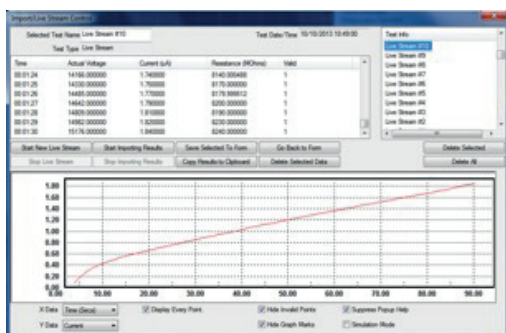 Import/Live Stream Control
Selected Test Name Live Stream #10
Test Date/Time 10/10/2013 10:49:00
Test Info
Test Type Live Stream
Live Stream #10
Live Stream #9
Live Stream #8
Live Stream #7
Live Stream #6
Live Stream #5
Live Stream #4
Live Stream #3
Live Stream #2
Time Actual Voltage Current (uA) Resistance (MOhms) Valid
00:01:24 14166.000000 1.740000 8140.000488 1
00:01:25 14330.000000 1.750000 8170.000000 1
00:01:26 14485.000000 1.770000 8179.999512 1
00:01:27 14642.000000 1.790000 8200.000000 1
00:01:28 14809.000000 1.810000 8190.000000 1
00:01:29 14982.000000 1.820000 8230.000000 1
00:01:30 15176.000000 1.840000 8240.000000 1
Start New Live Stream Start Importing Results Save Selected To Form Go Back to Form Delete Selected
Stop Live Stream Stop Importing Results Copy Results to Clipboard Delete Selected Data Delete All
1.80
1.60
1.40
1.20
1.00
0.80
0.60
0.40
0.20
0.00
0.00 10.00 20.00 30.00 40.00 50.00 60.00 70.00 80.00 90.00
X Data Time (Secs) Display Every Point Hide Invalid Points Suppress Popup Help
Y Data Current Hide Graph Marks Simulation Mode